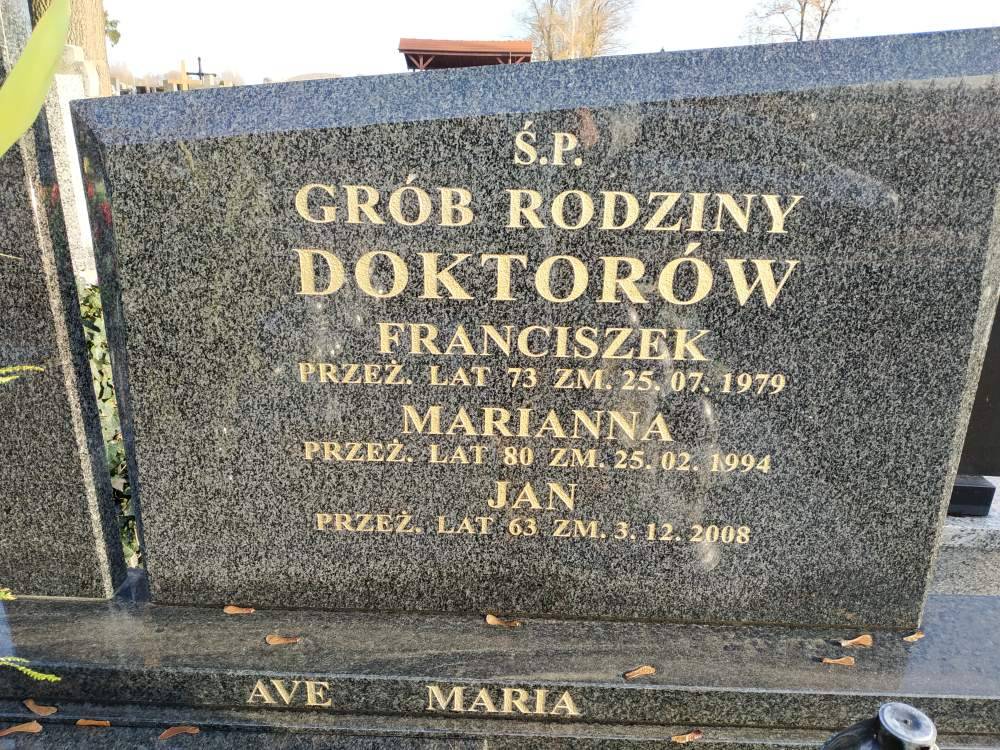 Ś.P.
GRÓB RODZINY
DOKTORÓW
FRANCISZEK
PRZEŻ. LAT 73 ZM. 25. 07. 1979
MARIANNA
PRZEŻ. LAT 80 ZM. 25. 02. 1994
JAN
PRZEŻ. LAT 63 ZM. 3. 12. 2008
AVE MARIA